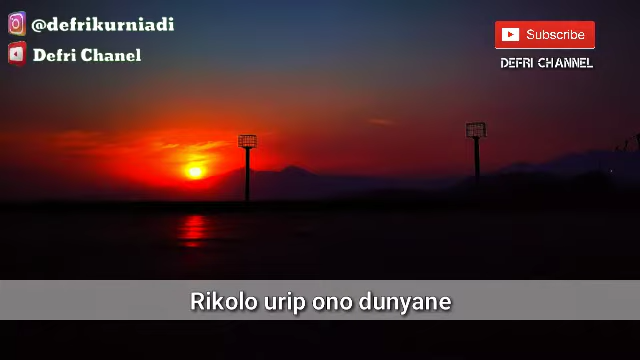 @defrikurniadi
Defri Chanel
Subscribe
DEFRI CHANNEL
Rikolo urip ono dunyane